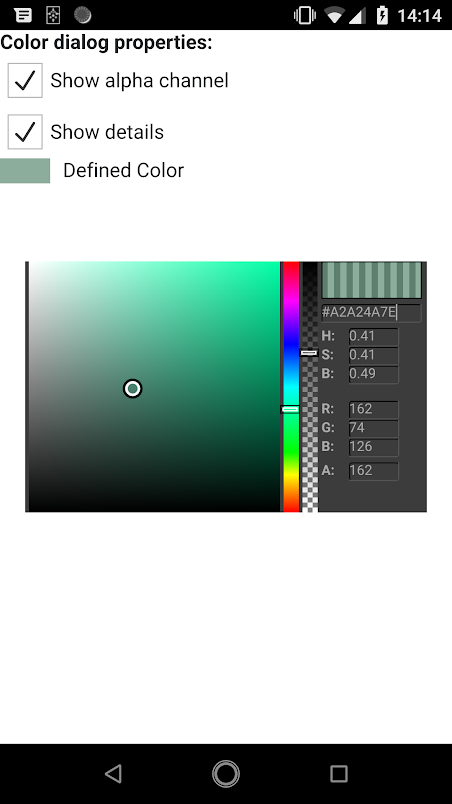 14:14
Color dialog properties:
Show alpha channel
Show details
Defined Color
#A2A24A7E
H: 0.41
S: 0.41
B: 0.49
R: 162
G: 74
B: 126
A: 162